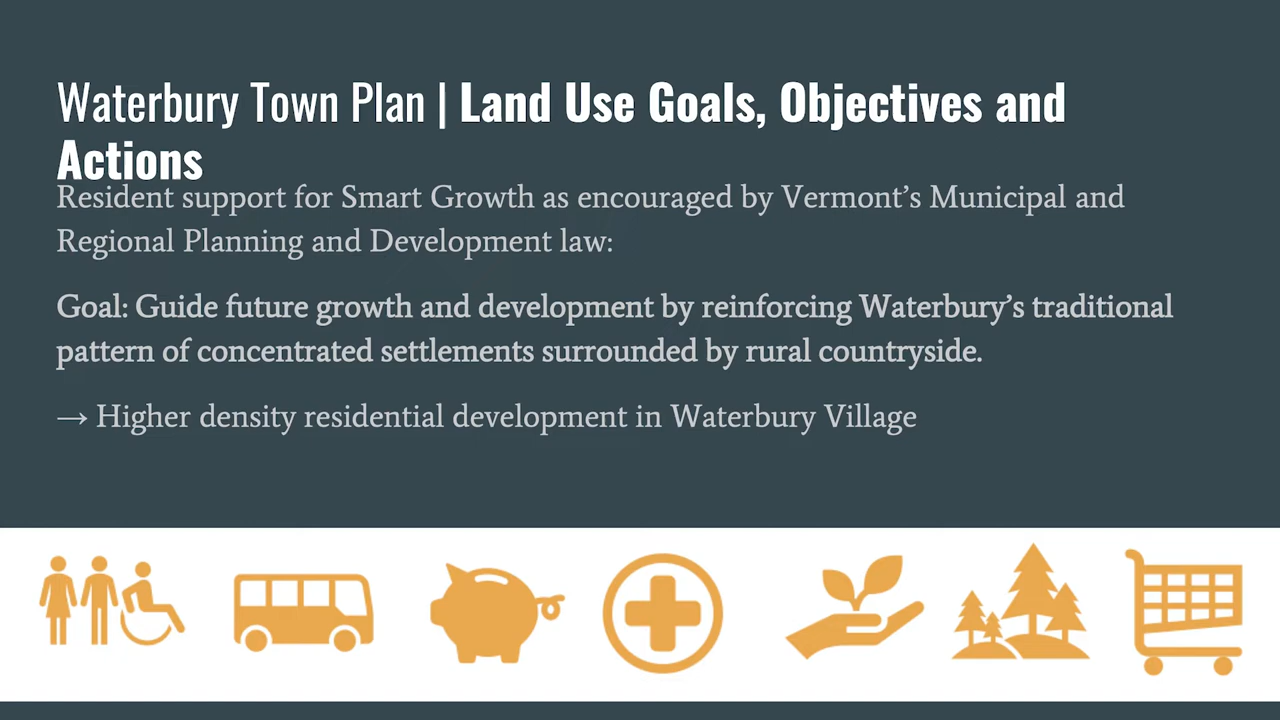 Waterbury Town Plan | Land Use Goals, Objectives and
Actions
Resident support for Smart Growth as encouraged by Vermont’s Municipal and
Regional Planning and Development law:
Goal: Guide future growth and development by reinforcing Waterbury’s traditional
pattern of concentrated settlements surrounded by rural countryside.
→ Higher density residential development in Waterbury Village